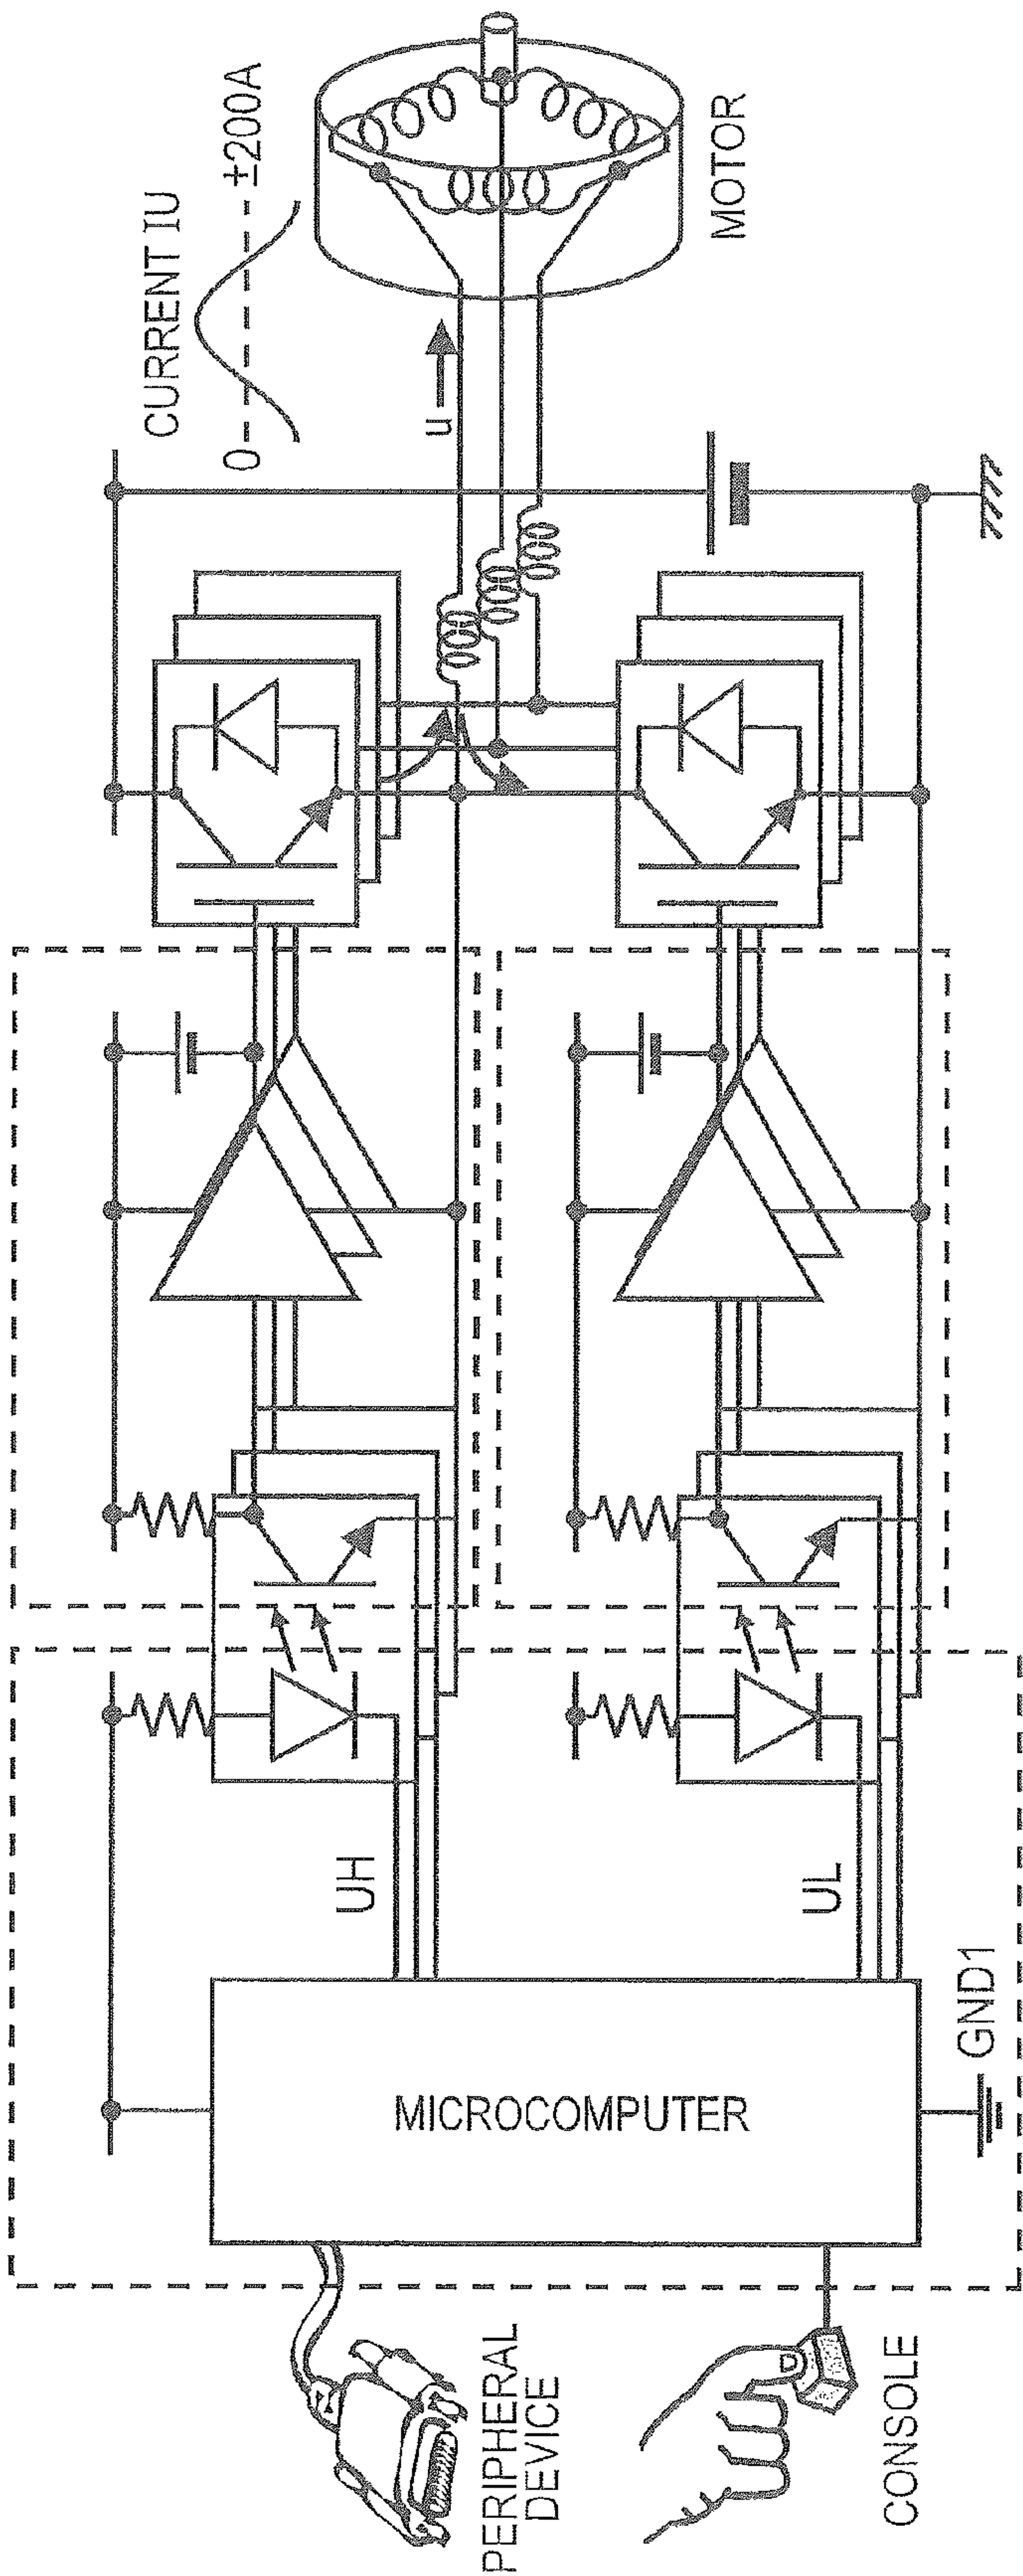 CURRENT IU
0
±200A
u
MOTOR
UH
UL
MICROCOMPUTER
GND1
PERIPHERAL
DEVICE
CONSOLE